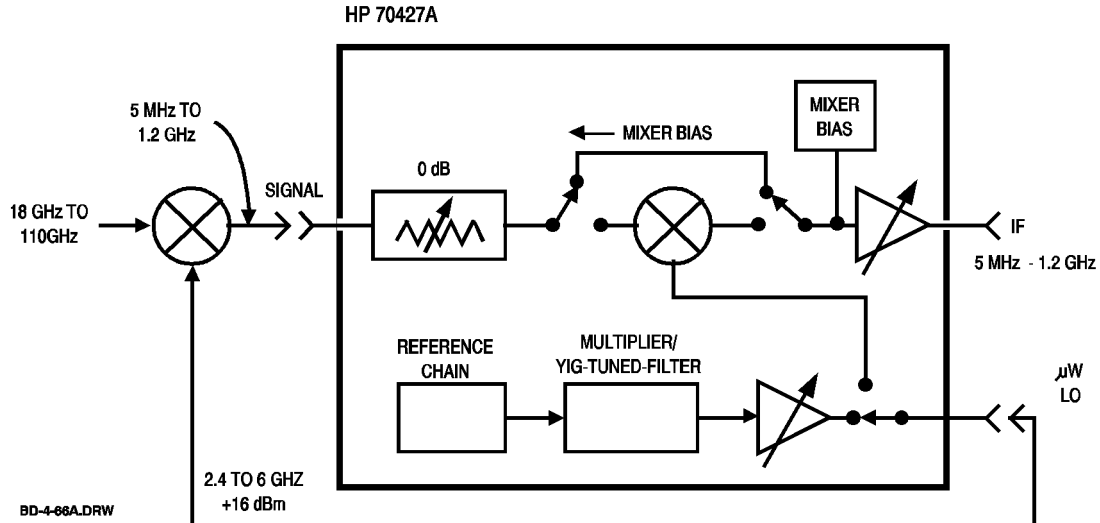 HP 70427A
5 MHz TO
1.2 GHz
MIXER
BIAS
MIXER BIAS
0 dB
SIGNAL
18 GHz TO
110GHz
IF
5 MHz - 1.2 GHz
REFERENCE
CHAIN
MULTIPLIER/
YIG-TUNED-FILTER
µW
LO
2.4 TO 6 GHZ
+16 dBm
BD-4-66A.DRW